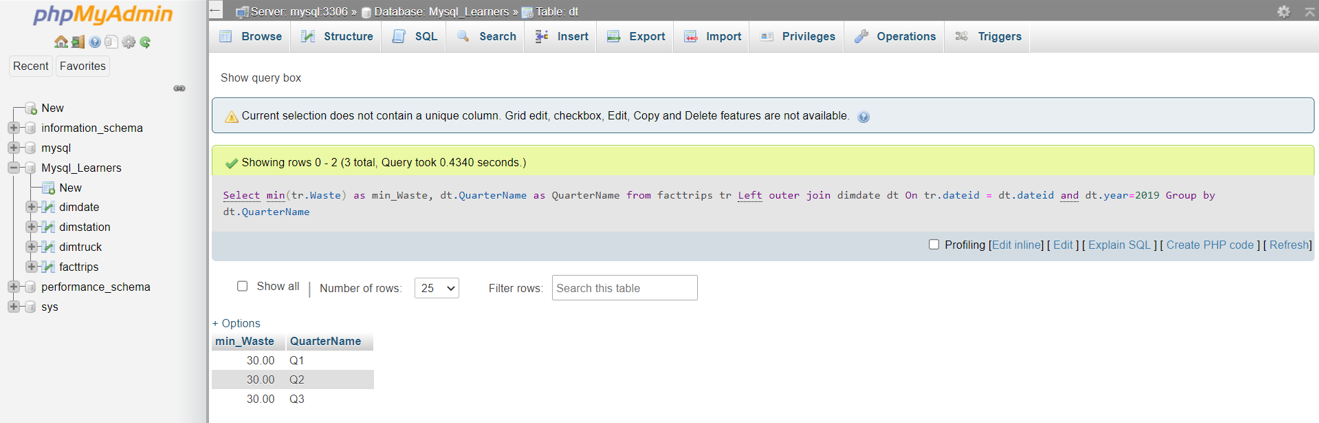 phpMyAdmin
Recent Favorites
New
information_schema
mysql
Mysql_Learners
New
dimdate
dimstation
dimtruck
facttrips
performance_schema
sys
Server: mysql:3306 » Database: Mysql_Learners » Table: dt
Browse Structure SQL Search Insert Export Import Privileges Operations Triggers
Show query box
Current selection does not contain a unique column. Grid edit, checkbox, Edit, Copy and Delete features are not available.
Showing rows 0 - 2 (3 total, Query took 0.4340 seconds.)
Select min(tr.Waste) as min_Waste, dt.QuarterName as QuarterName from facttrips tr Left outer join dimdate dt On tr.dateid = dt.dateid and dt.year=2019 Group by
dt.QuarterName
Profiling [Edit inline] [ Edit ] [ Explain SQL ] [ Create PHP code ] [ Refresh]
Show all | Number of rows: 25 Filter rows: Search this table
+ Options
min_Waste QuarterName
30.00 Q1
30.00 Q2
30.00 Q3